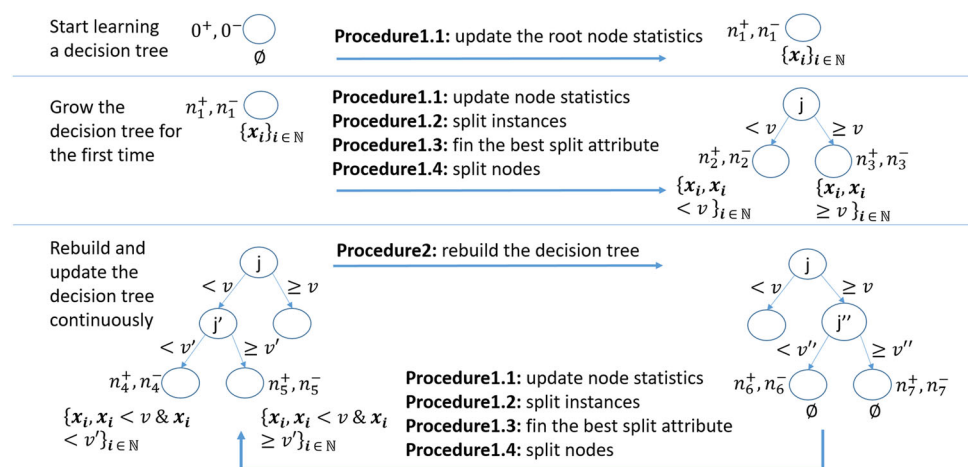 Start learning
a decision tree
0⁺, 0⁻
∅
Procedure1.1: update the root node statistics
n₁⁺, n₁⁻
{xᵢ}ᵢ ∈ ℕ
Grow the
decision tree for
the first time
n₁⁺, n₁⁻
{xᵢ}ᵢ ∈ ℕ
Procedure1.1: update node statistics
Procedure1.2: split instances
Procedure1.3: fin the best split attribute
Procedure1.4: split nodes
j
< v
≥ v
n₂⁺, n₂⁻
n₃⁺, n₃⁻
{xᵢ, xᵢ
< v }ᵢ ∈ ℕ
{xᵢ, xᵢ
≥ v }ᵢ ∈ ℕ
Rebuild and
update the
decision tree
continuously
j
< v
≥ v
j'
< v'
≥ v'
n₄⁺, n₄⁻
n₅⁺, n₅⁻
{xᵢ, xᵢ < v & xᵢ
< v'}ᵢ ∈ ℕ
{xᵢ, xᵢ < v & xᵢ
≥ v'}ᵢ ∈ ℕ
Procedure2: rebuild the decision tree
j
< v
≥ v
j''
< v''
≥ v''
n₆⁺, n₆⁻
n₇⁺, n₇⁻
∅
∅
Procedure1.1: update node statistics
Procedure1.2: split instances
Procedure1.3: fin the best split attribute
Procedure1.4: split nodes